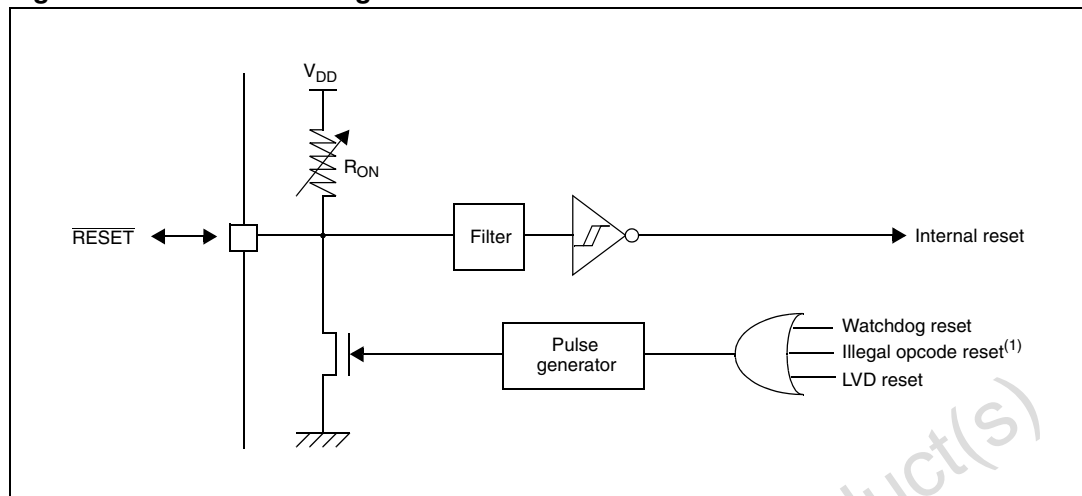 V_DD
R_ON
RESET
Filter
Internal reset
Pulse
generator
Watchdog reset
Illegal opcode reset(1)
LVD reset